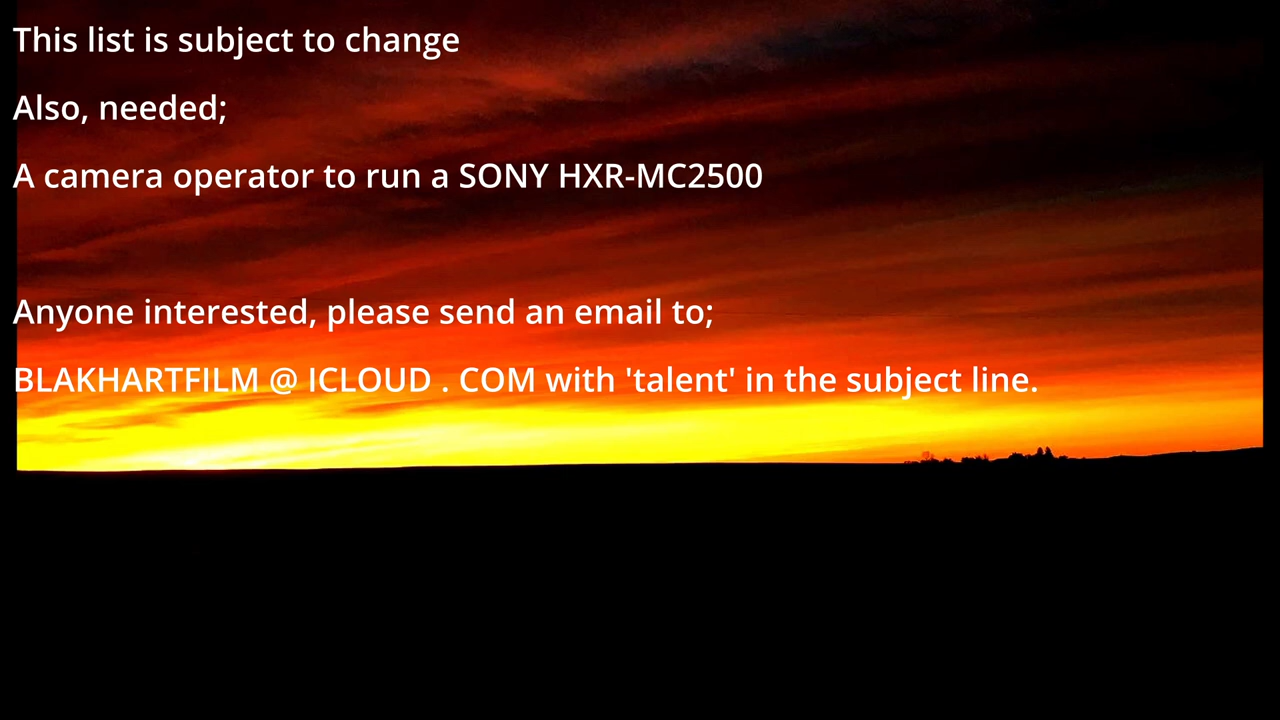 This list is subject to change
Also, needed;
A camera operator to run a SONY HXR-MC2500
Anyone interested, please send an email to;
BLAKHARTFILM @ ICLOUD . COM with 'talent' in the subject line.